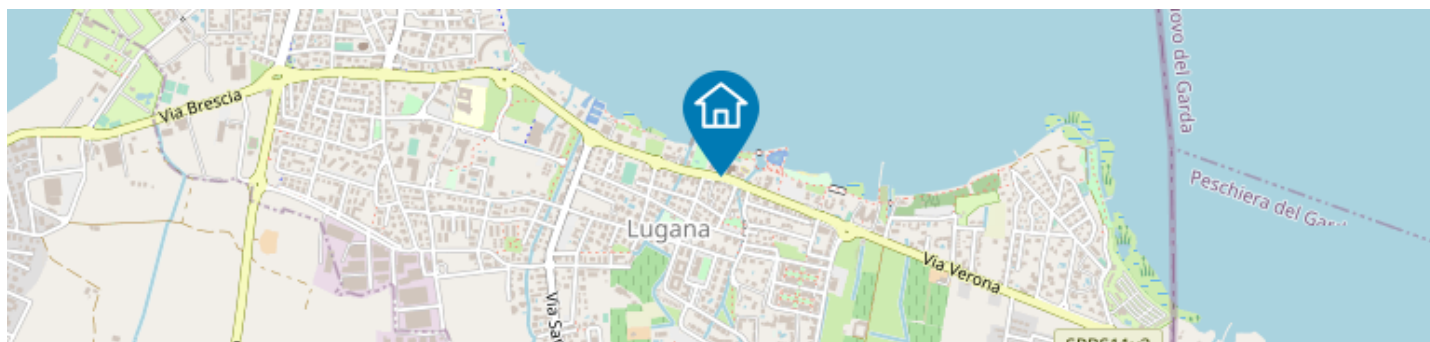 Via Brescia
Lugana
Via Verona
ovo del Garda
Peschiera del Gar